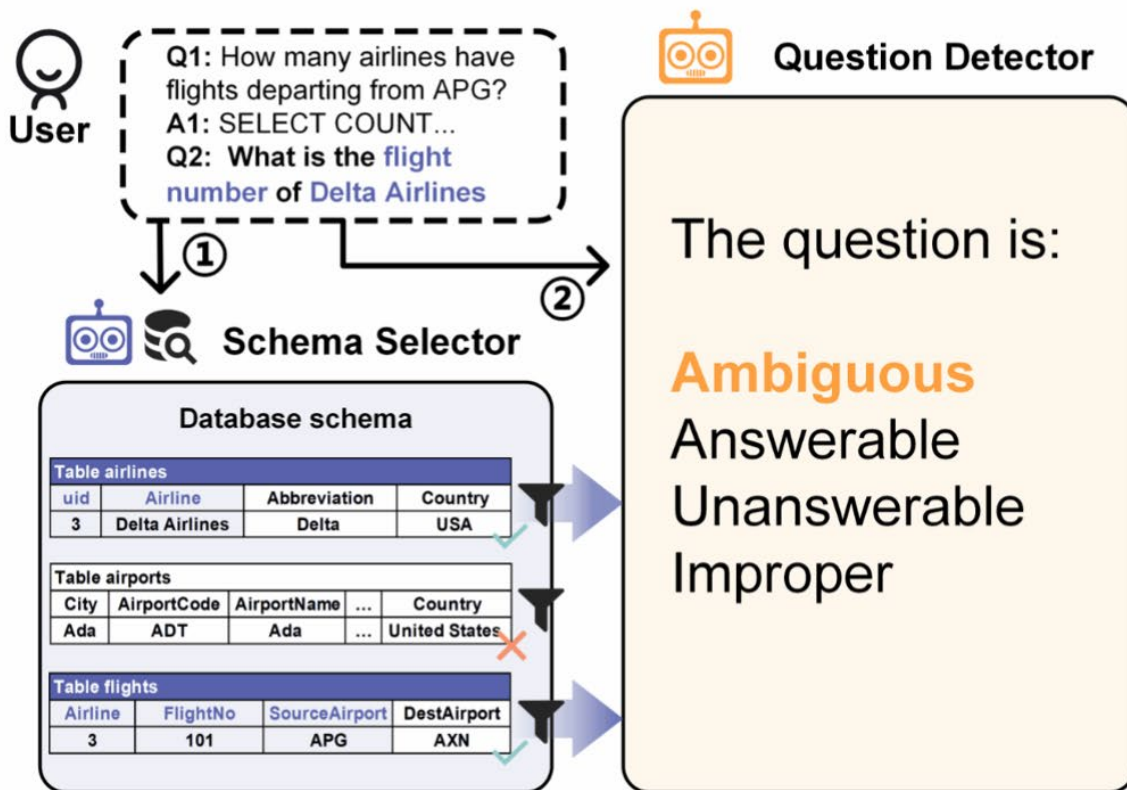 User
Q1: How many airlines have
flights departing from APG?
A1: SELECT COUNT...
Q2: What is the flight
number of Delta Airlines
①
②
Schema Selector
Database schema
Table airlines
uid Airline Abbreviation Country
3 Delta Airlines Delta USA
Table airports
City AirportCode AirportName ... Country
Ada ADT Ada ... United States
Table flights
Airline FlightNo SourceAirport DestAirport
3 101 APG AXN
Question Detector
The question is:
Ambiguous
Answerable
Unanswerable
Improper